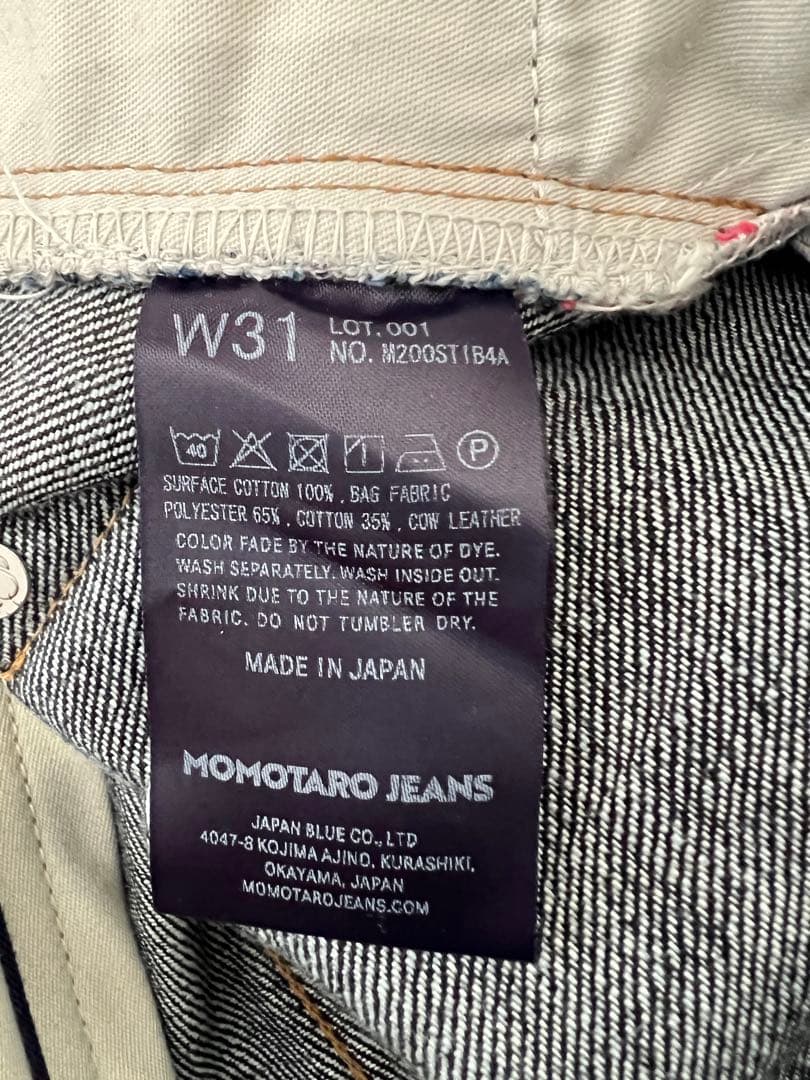 W31
LOT.001
NO. M200STIB4A
40
P
SURFACE COTTON 100% . BAG FABRIC
POLYESTER 65% . COTTON 35% . COW LEATHER
COLOR FADE BY THE NATURE OF DYE.
WASH SEPARATELY. WASH INSIDE OUT.
SHRINK DUE TO THE NATURE OF THE
FABRIC. DO NOT TUMBLER DRY.
MADE IN JAPAN
MOMOTARO JEANS
JAPAN BLUE CO., LTD
4047-8 KOJIMA AJINO, KURASHIKI,
OKAYAMA, JAPAN
MOMOTAROJEANS.COM